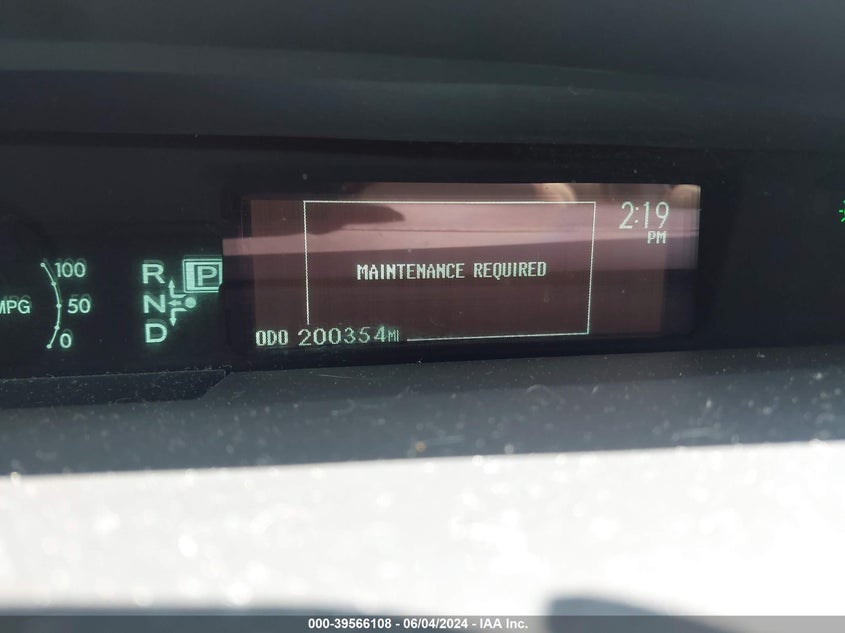 2:19
PM
100
MPG
50
0
R
P
N
D
MAINTENANCE REQUIRED
ODO 200354 MI
000-39566108 - 06/04/2024 - IAA Inc.